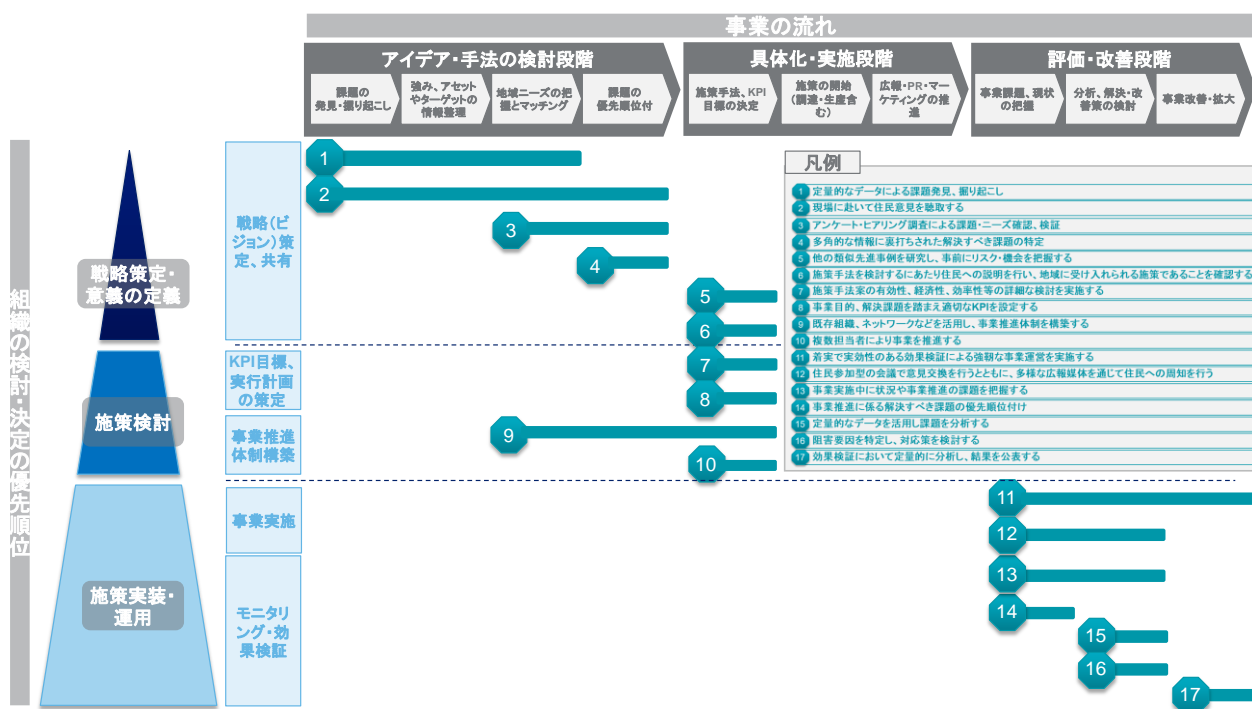 事業の流れ
アイデア・手法の検討段階
具体化・実施段階
評価・改善段階
課題の
発見・掘り起こし
強み、アセット
やターゲットの
情報整理
地域ニーズの把
握とマッチング
課題の
優先順位付
施策手法、KPI
目標の決定
施策の開始
(調達・生産含
む)
広報・PR・マー
ケティングの推
進
事業課題、現状
の把握
分析、解決・改
善策の検討
事業改善・拡大
組織の検討・決定の優先順位
戦略策定・
意義の定義
施策検討
施策実装・
運用
戦略(ビ
ジョン)策
定、共有
KPI目標、
実行計画
の策定
事業推進
体制構築
事業実施
モニタリ
ング・効
果検証
1
2
3
4
5
6
7
8
9
10
11
12
13
14
15
16
17
凡例
1 定量的なデータによる課題発見、掘り起こし
2 現場に赴いて住民意見を聴取する
3 アンケート・ヒアリング調査による課題・ニーズ確認、検証
4 多角的な情報に裏打ちされた解決すべき課題の特定
5 他の類似先進事例を研究し、事前にリスク・機会を把握する
6 施策手法を検討するにあたり住民への説明を行い、地域に受け入れられる施策であることを確認する
7 施策手法案の有効性、経済性、効率性等の詳細な検討を実施する
8 事業目的、解決課題を踏まえ適切なKPIを設定する
9 既存組織、ネットワークなどを活用し、事業推進体制を構築する
10 複数担当者により事業を推進する
11 着実で実効性のある効果検証による強靭な事業運営を実施する
12 住民参加型の会議で意見交換を行うとともに、多様な広報媒体を通じて住民への周知を行う
13 事業実施中に状況や事業推進の課題を把握する
14 事業推進に係る解決すべき課題の優先順位付け
15 定量的なデータを活用し課題を分析する
16 阻害要因を特定し、対応策を検討する
17 効果検証において定量的に分析し、結果を公表する